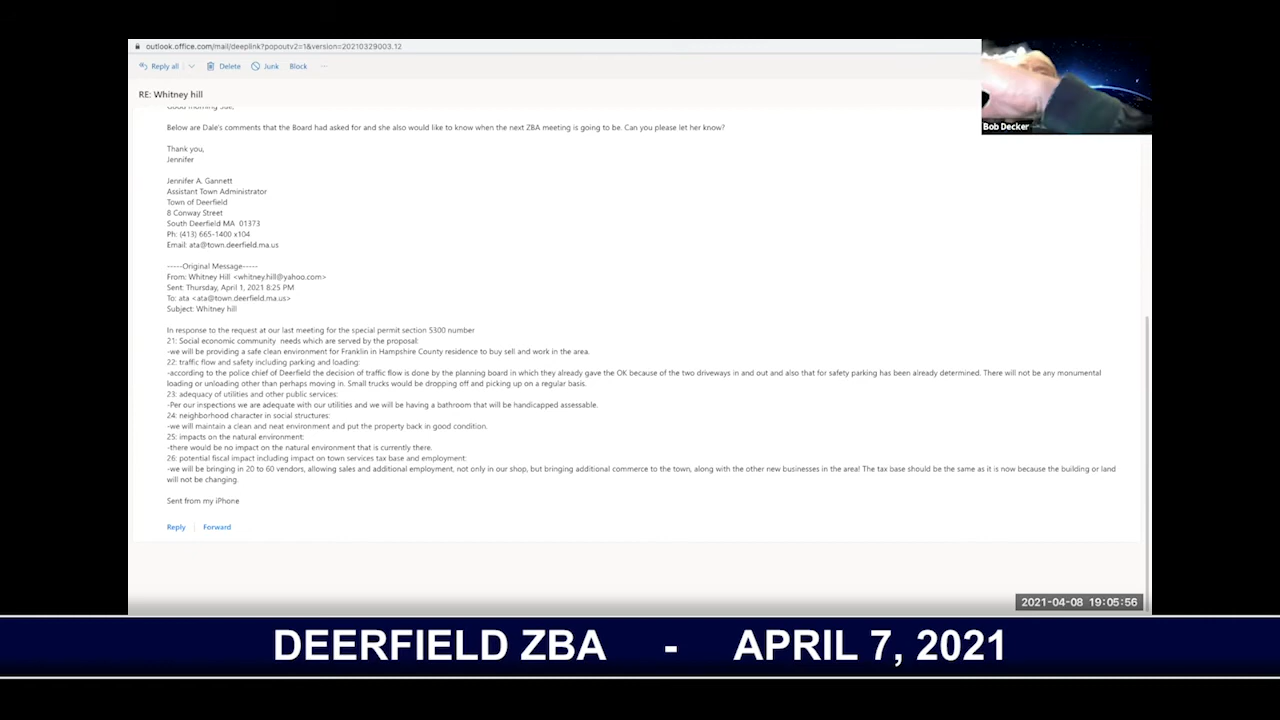 outlook.office.com/mail/deeplink?popoutv2=1&version=20210329003.12
Reply all
Delete
Junk
Block
RE: Whitney hill
Good morning Sue,
Below are Dale's comments that the Board had asked for and she also would like to know when the next ZBA meeting is going to be. Can you please let her know?
Thank you,
Jennifer
Jennifer A. Gannett
Assistant Town Administrator
Town of Deerfield
8 Conway Street
South Deerfield MA 01373
Ph: (413) 665-1400 x104
Email: ata@town.deerfield.ma.us
-----Original Message-----
From: Whitney Hill <whitney.hill@yahoo.com>
Sent: Thursday, April 1, 2021 8:25 PM
To: ata <ata@town.deerfield.ma.us>
Subject: Whitney hill
In response to the request at our last meeting for the special permit section 5300 number
21: Social economic community needs which are served by the proposal:
-we will be providing a safe clean environment for Franklin in Hampshire County residence to buy sell and work in the area.
22: traffic flow and safety including parking and loading:
-according to the police chief of Deerfield the decision of traffic flow is done by the planning board in which they already gave the OK because of the two driveways in and out and also that for safety parking has been already determined. There will not be any monumental
loading or unloading other than perhaps moving in. Small trucks would be dropping off and picking up on a regular basis.
23: adequacy of utilities and other public services:
-Per our inspections we are adequate with our utilities and we will be having a bathroom that will be handicapped assessable.
24: neighborhood character in social structures:
-we will maintain a clean and neat environment and put the property back in good condition.
25: impacts on the natural environment:
-there would be no impact on the natural environment that is currently there.
26: potential fiscal impact including impact on town services tax base and employment:
-we will be bringing in 20 to 60 vendors, allowing sales and additional employment, not only in our shop, but bringing additional commerce to the town, along with the other new businesses in the area! The tax base should be the same as it is now because the building or land
will not be changing.
Sent from my iPhone
Reply
Forward
Bob Decker
2021-04-08 19:05:56
DEERFIELD ZBA - APRIL 7, 2021